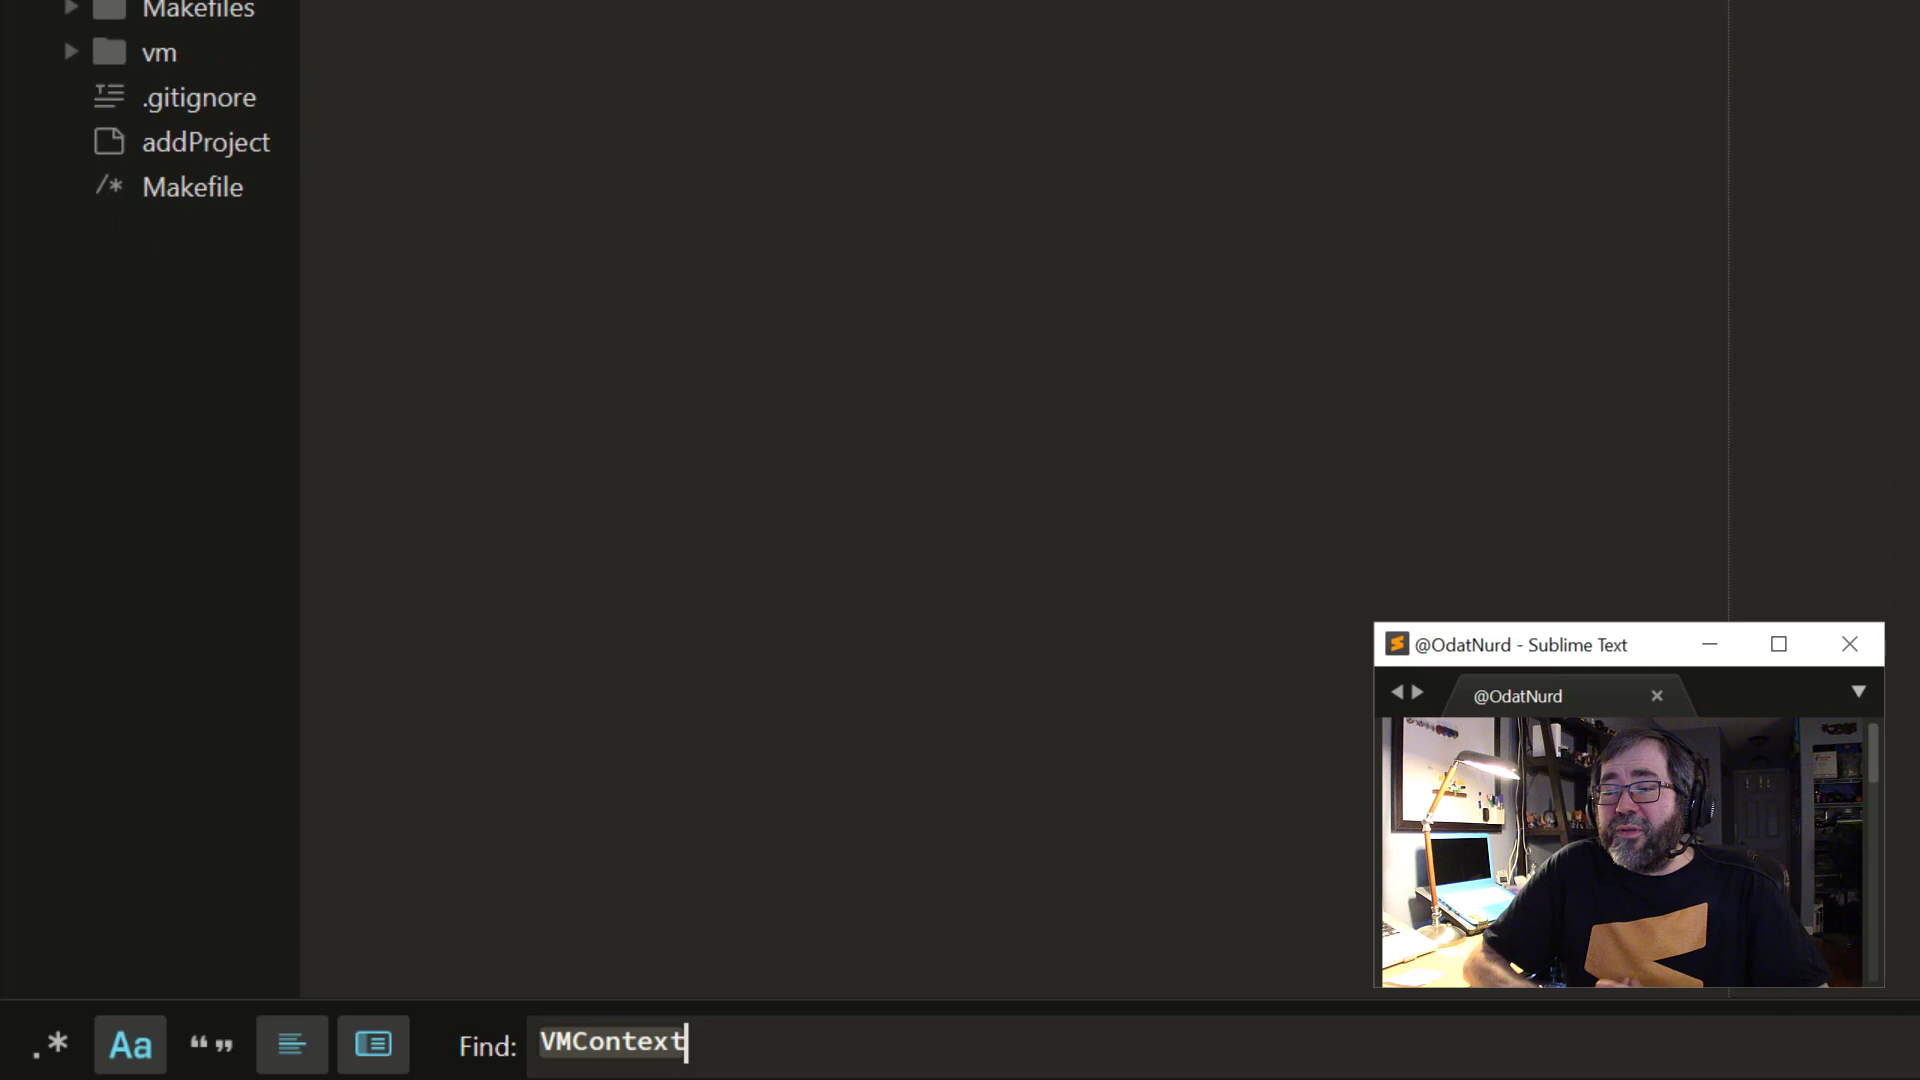 Makefiles
vm
.gitignore
addProject
/* Makefile
@OdatNurd - Sublime Text
@OdatNurd
.* Aa “” Find: VMContext